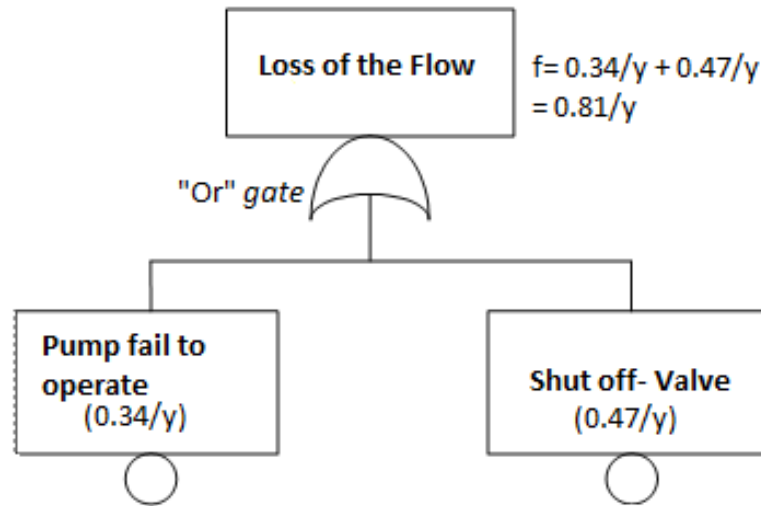 Loss of the Flow
f= 0.34/y + 0.47/y
= 0.81/y
"Or" gate
Pump fail to
operate
(0.34/y)
Shut off- Valve
(0.47/y)